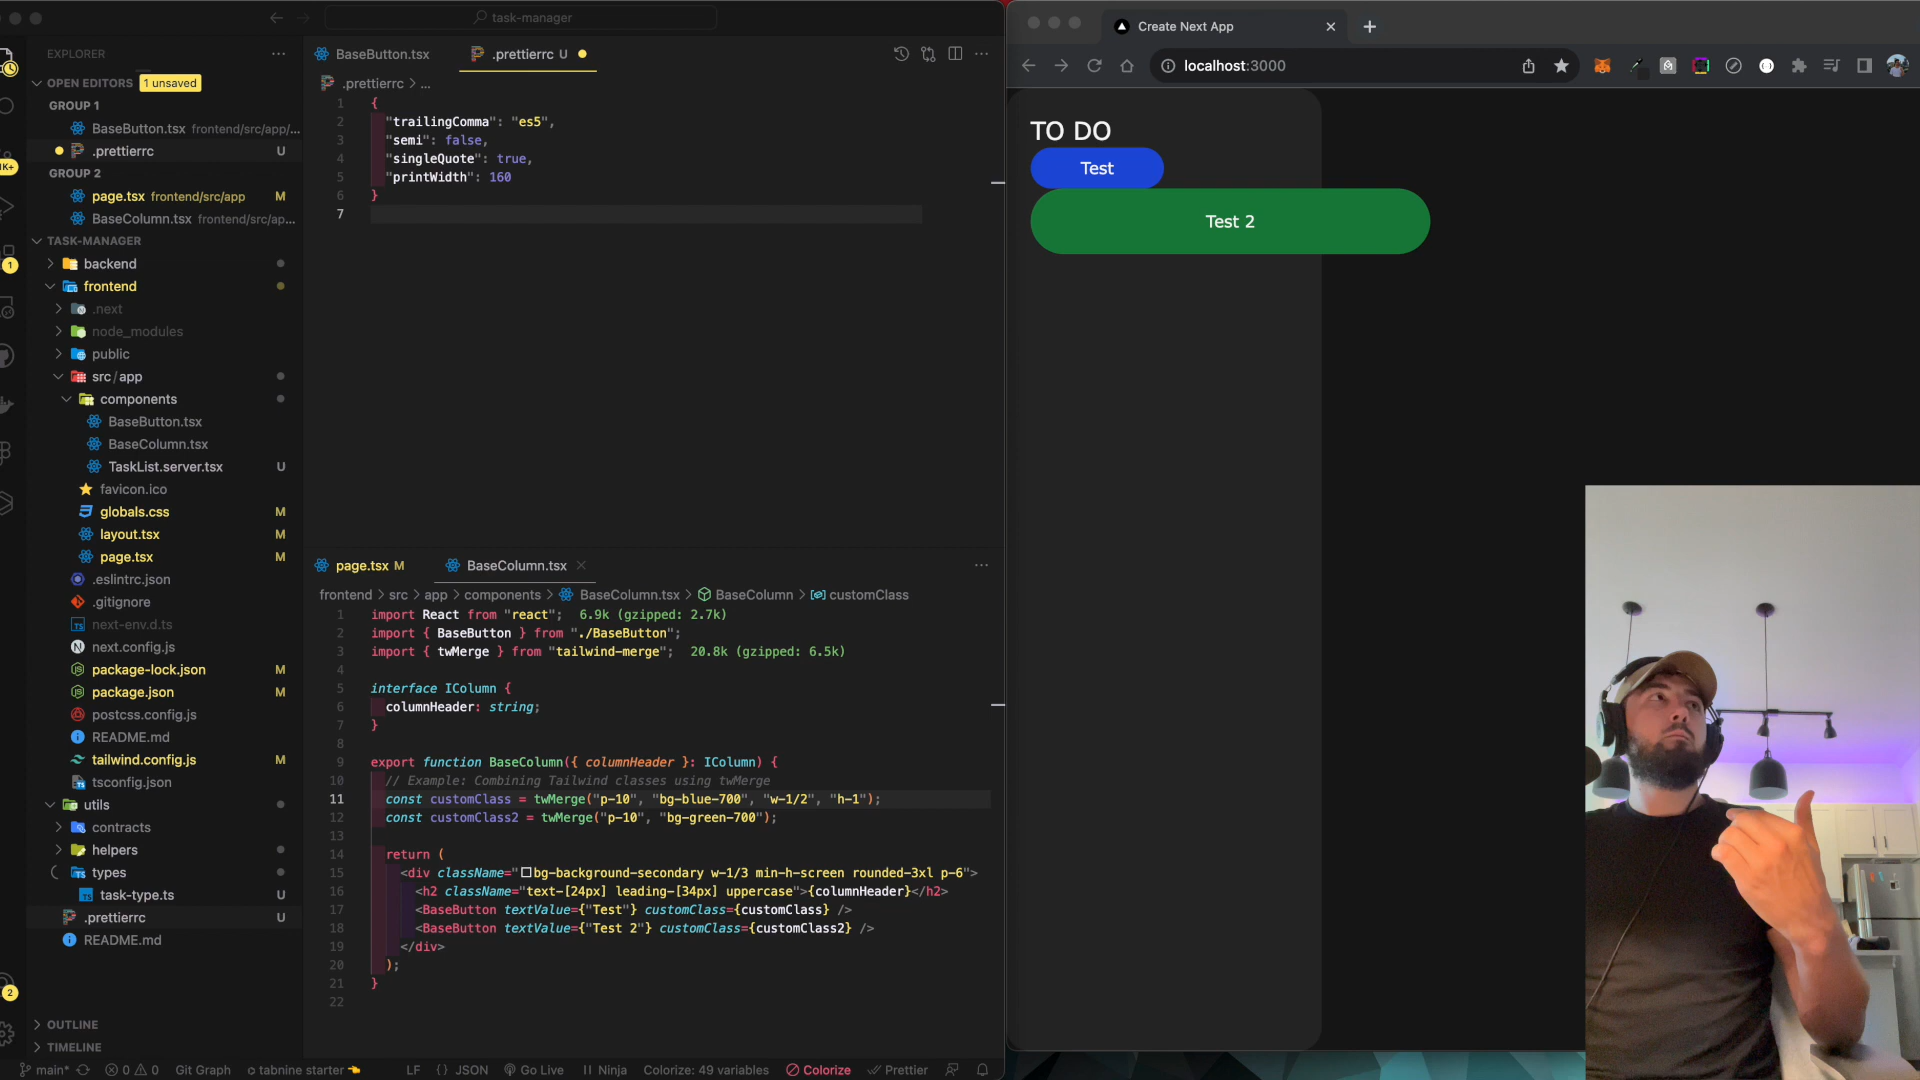 task-manager
EXPLORER
OPEN EDITORS 1 unsaved
GROUP 1
BaseButton.tsx frontend/src/app/...
.prettierrc U
GROUP 2
page.tsx frontend/src/app M
BaseColumn.tsx frontend/src/ap...
TASK-MANAGER
backend
frontend
.next
node_modules
public
src/app
components
BaseButton.tsx
BaseColumn.tsx
TaskList.server.tsx U
favicon.ico
globals.css M
layout.tsx M
page.tsx M
.eslintrc.json
.gitignore
next-env.d.ts
next.config.js
package-lock.json M
package.json M
postcss.config.js
README.md
tailwind.config.js M
tsconfig.json
utils
contracts
helpers
types
task-type.ts U
.prettierrc U
README.md
OUTLINE
TIMELINE
1K+
1
2
BaseButton.tsx .prettierrc U
.prettierrc > ...
1 {
2 "trailingComma": "es5",
3 "semi": false,
4 "singleQuote": true,
5 "printWidth": 160
6 }
7
page.tsx M BaseColumn.tsx
frontend > src > app > components > BaseColumn.tsx > BaseColumn > customClass
1 import React from "react"; 6.9k (gzipped: 2.7k)
2 import { BaseButton } from "./BaseButton";
3 import { twMerge } from "tailwind-merge"; 20.8k (gzipped: 6.5k)
4
5 interface IColumn {
6 columnHeader: string;
7 }
8
9 export function BaseColumn({ columnHeader }: IColumn) {
10 // Example: Combining Tailwind classes using twMerge
11 const customClass = twMerge("p-10", "bg-blue-700", "w-1/2", "h-1");
12 const customClass2 = twMerge("p-10", "bg-green-700");
13
14 return (
15 <div className="bg-background-secondary w-1/3 min-h-screen rounded-3xl p-6">
16 <h2 className="text-[24px] leading-[34px] uppercase">{columnHeader}</h2>
17 <BaseButton textValue={"Test"} customClass={customClass} />
18 <BaseButton textValue={"Test 2"} customClass={customClass2} />
19 </div>
20 );
21 }
22
main* 0 0 Git Graph tabnine starter LF {} JSON Go Live Ninja Colorize: 49 variables Colorize Prettier
Create Next App
localhost:3000
TO DO
Test
Test 2